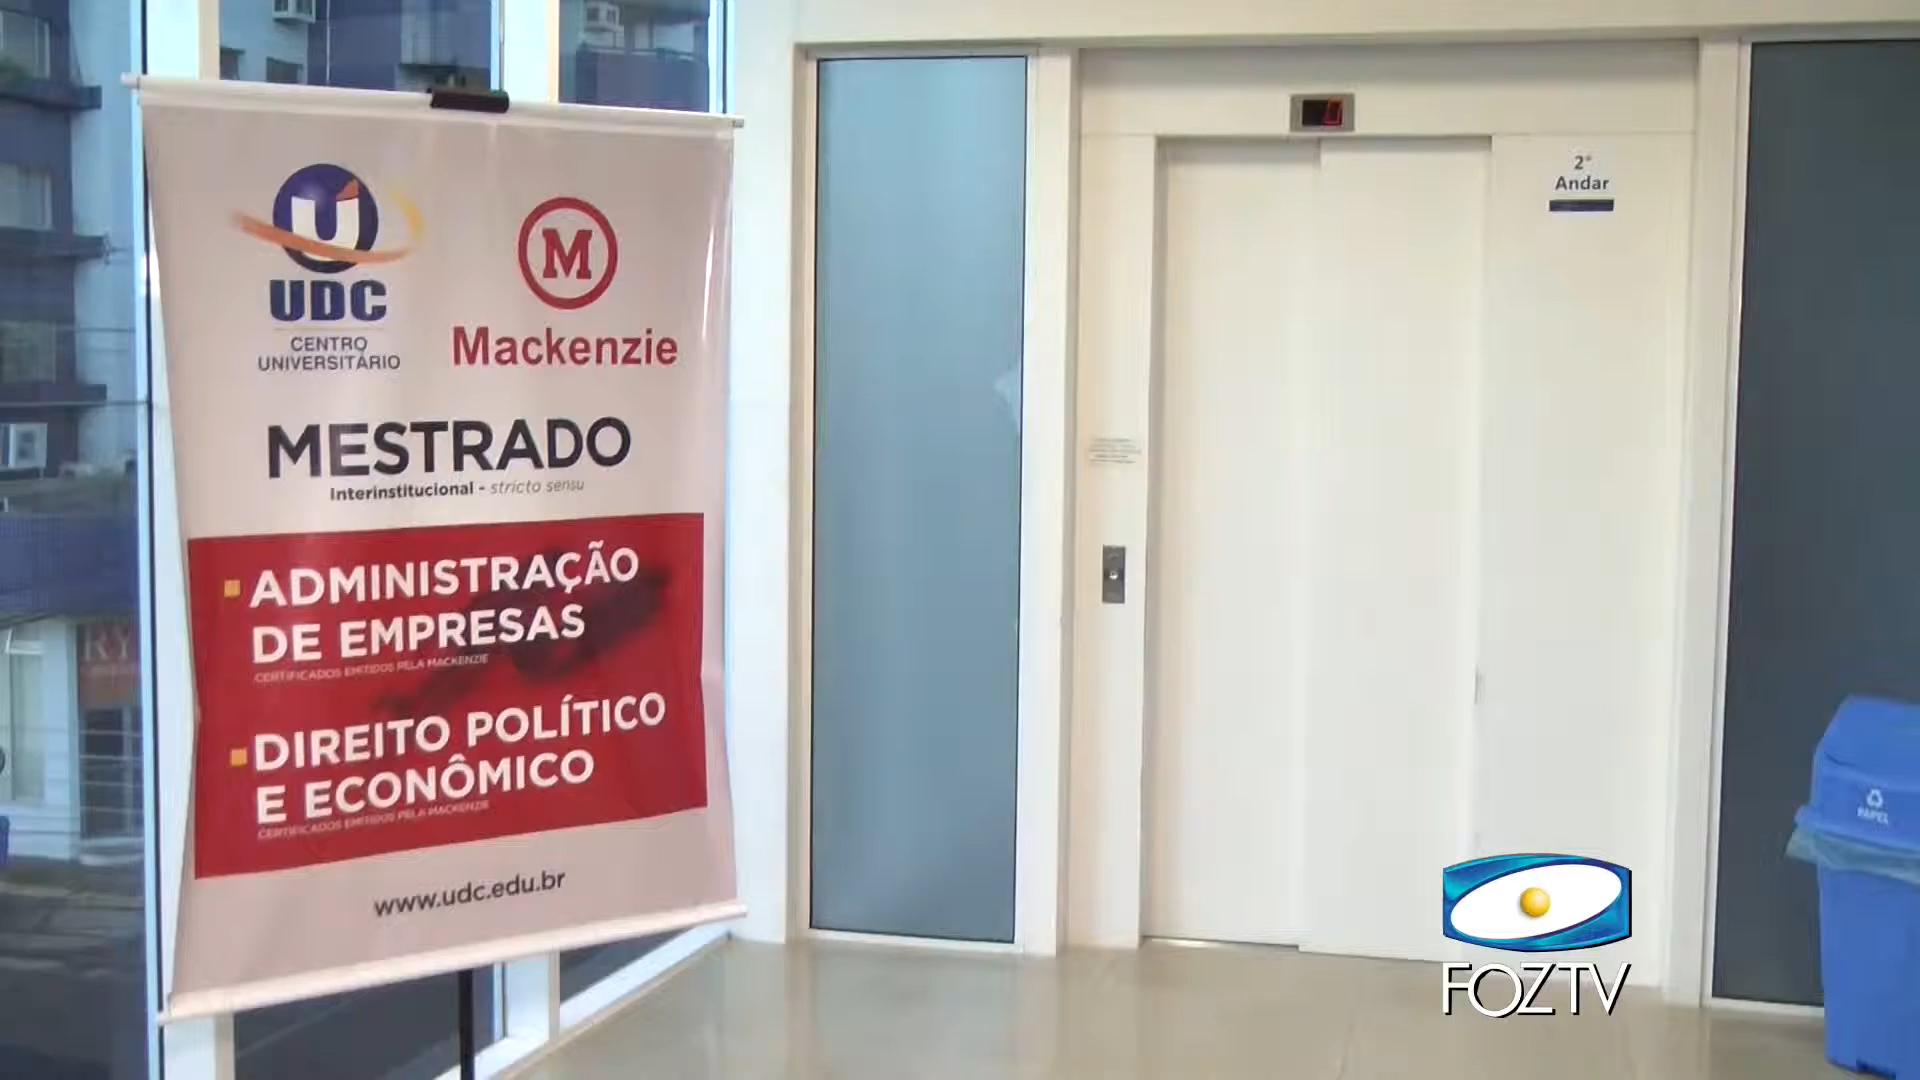 UDC
CENTRO
UNIVERSITÁRIO
M
Mackenzie
MESTRADO
Interinstitucional - stricto sensu
ADMINISTRAÇÃO
DE EMPRESAS
CERTIFICADOS EMITIDOS PELA MACKENZIE
DIREITO POLÍTICO
E ECONÔMICO
CERTIFICADOS EMITIDOS PELA MACKENZIE
www.udc.edu.br
2°
Andar
PAPEL
FOZTV